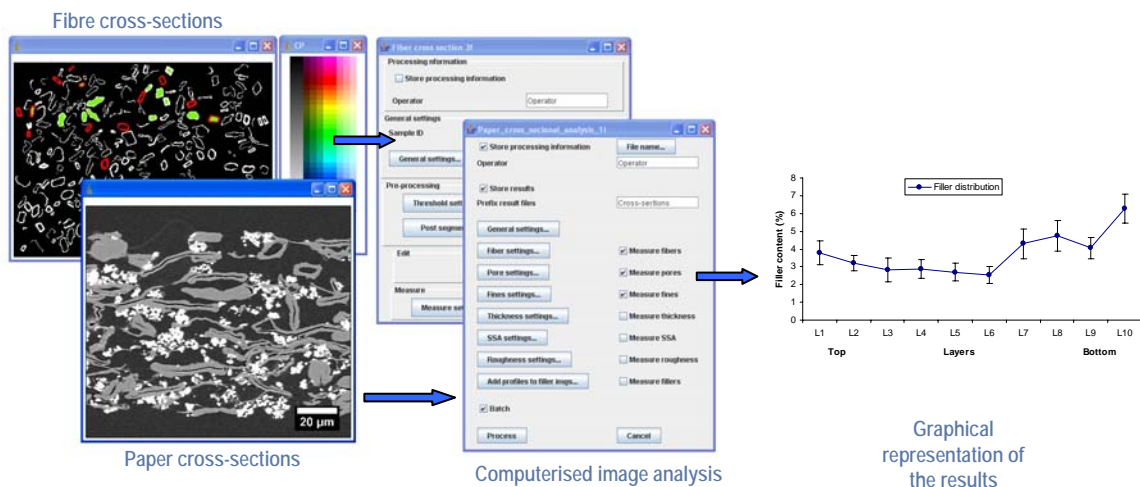 Fibre cross-sections
CP
Fiber cross section 3f
Processing nformation
Store processing information
Operator
Operator
General settings
Sample ID
General settings...
Pre-processing
Threshold sett
Post segmen
Edit
Measure
Measure set
20 µm
Paper cross-sections
Paper_cross_secional_analysis_1i
Store processing information
File name...
Operator
Operator
Store results
Prefix result files
Cross-sections
General settings...
Fiber settings...
Measure fibers
Pore settings...
Measure pores
Fines settings...
Measure fines
Thickness settings...
Measure thickness
SSA settings...
Measure SSA
Roughness settings...
Measure roughness
Add profiles to filler imgs...
Measure fillers
Batch
Process
Cancel
Computerised image analysis
Filler distribution
Filler content (%)
8
7
6
5
4
3
2
1
0
L1 L2 L3 L4 L5 L6 L7 L8 L9 L10
Top Layers Bottom
Graphical
representation of
the results